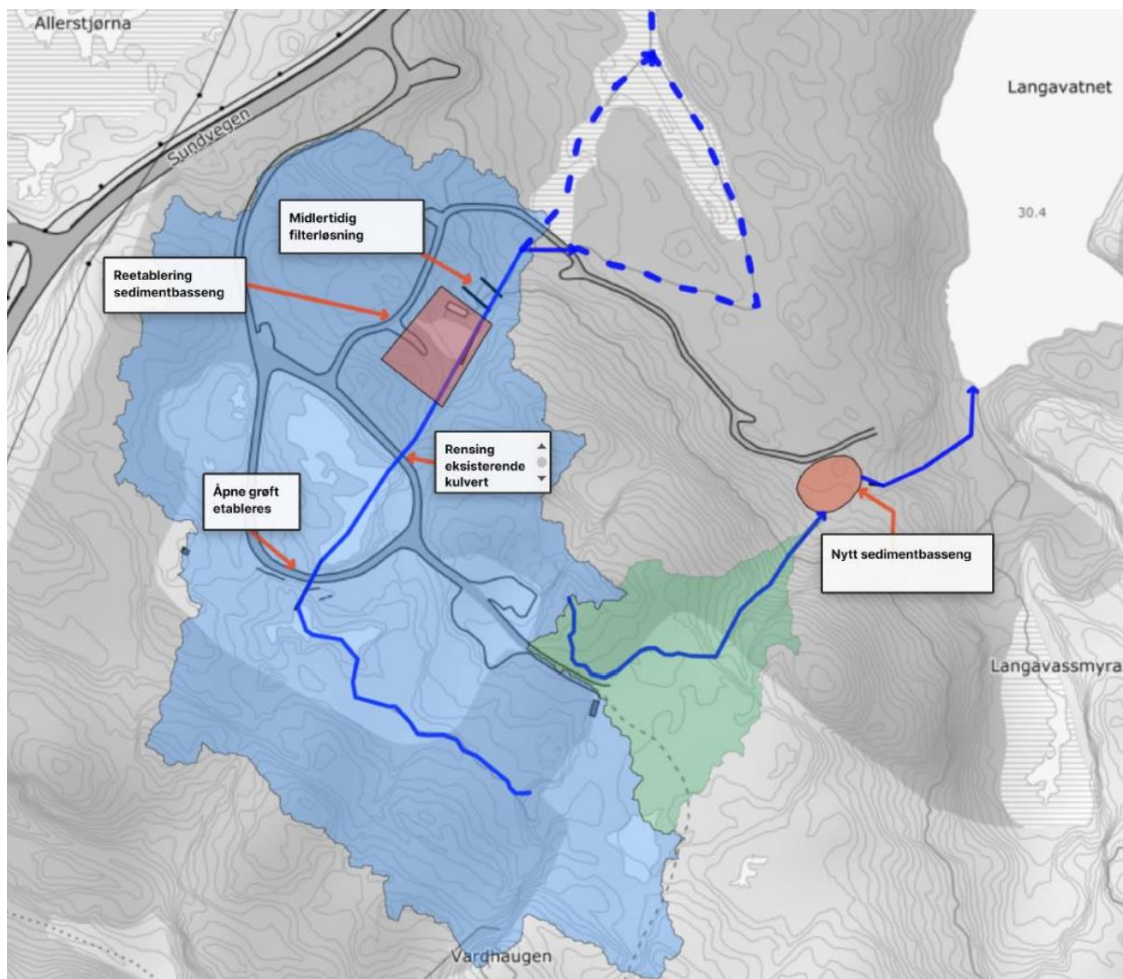 Allerstjørna
Sundvegen
Langavatnet
30.4
Midlertidig
filterløsning
Reetablering
sedimentbasseng
Rensing
eksisterende
kulvert
Åpne grøft
etableres
Nytt sedimentbasseng
Langavassmyra
Vardhaugen